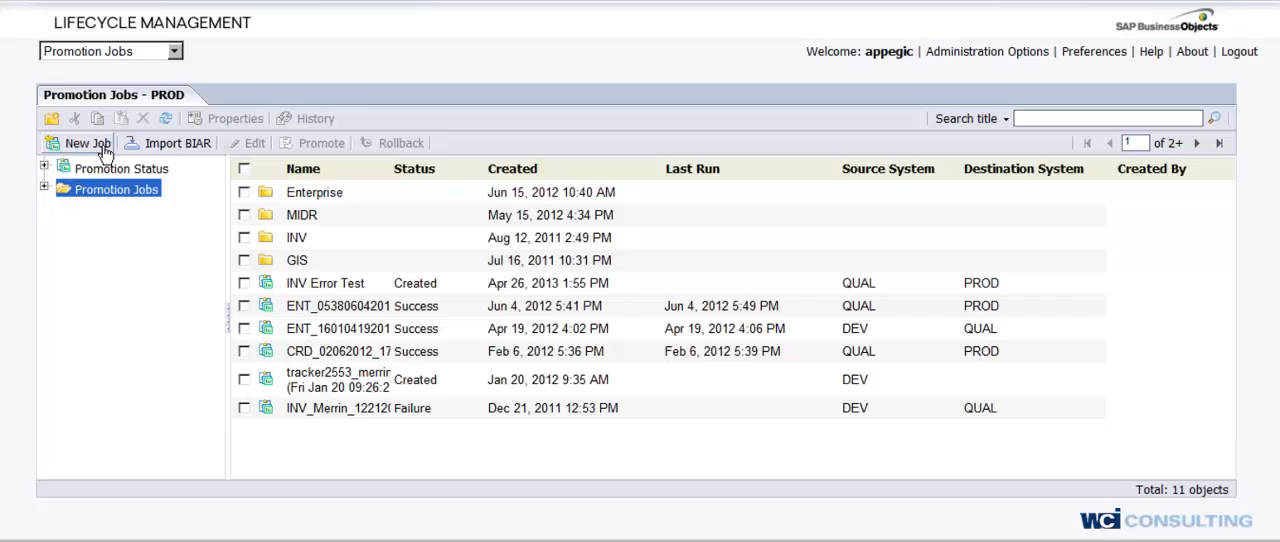 LIFECYCLE MANAGEMENT
SAP BusinessObjects
Promotion Jobs
Welcome: appegic | Administration Options | Preferences | Help | About | Logout
Promotion Jobs - PROD
Properties History Search title
New Job Import BIAR Edit Promote Rollback 1 of 2+
Promotion Status
Promotion Jobs
Name Status Created Last Run Source System Destination System Created By
Enterprise Jun 15, 2012 10:40 AM
MIDR May 15, 2012 4:34 PM
INV Aug 12, 2011 2:49 PM
GIS Jul 16, 2011 10:31 PM
INV Error Test Created Apr 26, 2013 1:55 PM QUAL PROD
ENT_05380604201 Success Jun 4, 2012 5:41 PM Jun 4, 2012 5:49 PM QUAL PROD
ENT_16010419201 Success Apr 19, 2012 4:02 PM Apr 19, 2012 4:06 PM DEV QUAL
CRD_02062012_17 Success Feb 6, 2012 5:36 PM Feb 6, 2012 5:39 PM QUAL PROD
tracker2553_merrin
(Fri Jan 20 09:26:2 Created Jan 20, 2012 9:35 AM DEV
INV_Merrin_12212( Failure Dec 21, 2011 12:53 PM DEV QUAL
Total: 11 objects
WCI CONSULTING